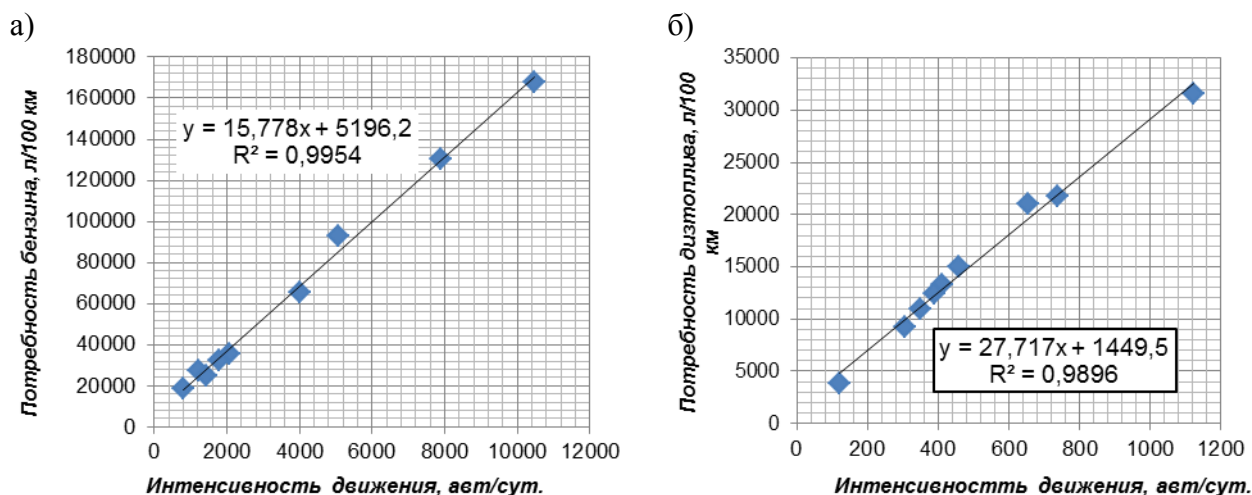 а)
180000
160000
140000
120000
100000
80000
60000
40000
20000
0
0 2000 4000 6000 8000 10000 12000
y = 15,778x + 5196,2
R² = 0,9954
Потребность бензина, л/100 км
Интенсивностть движения, авт/сут.
б)
35000
30000
25000
20000
15000
10000
5000
0
0 200 400 600 800 1000 1200
y = 27,717x + 1449,5
R² = 0,9896
Потребность дизтоплива, л/100
км
Интенсивность движения, авт/сут.